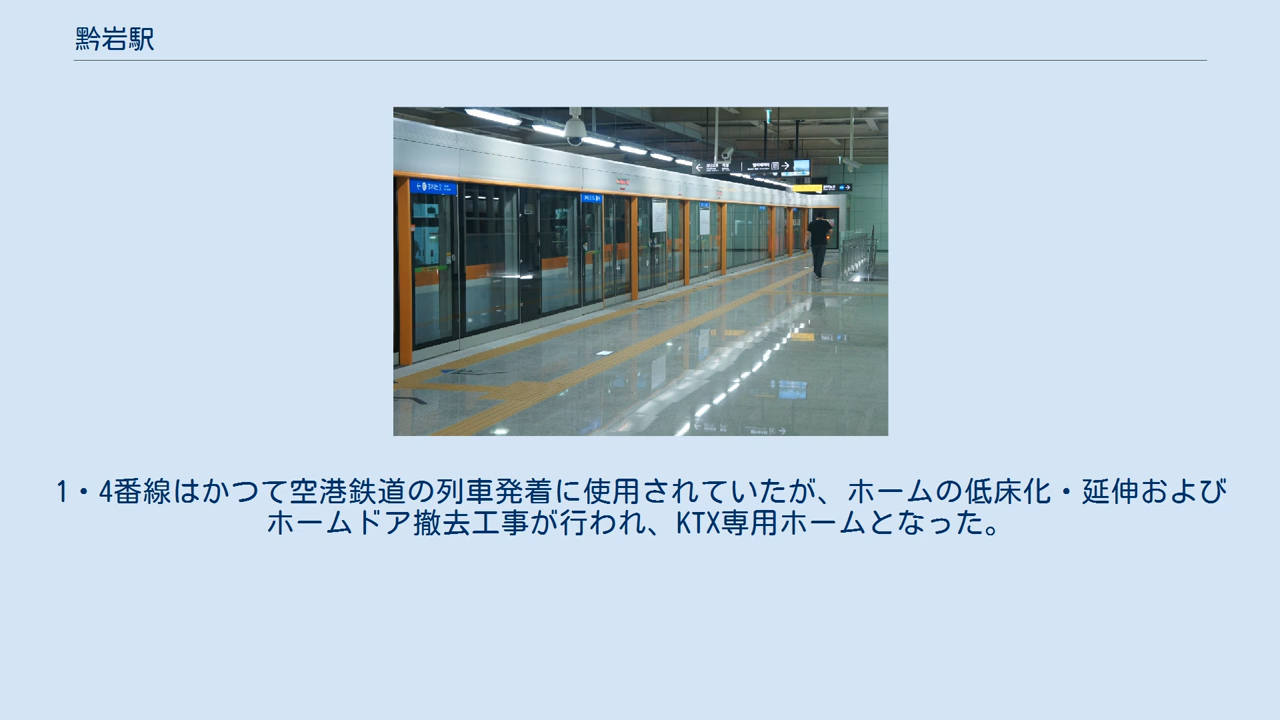 黔岩駅
1・4番線はかつて空港鉄道の列車発着に使用されていたが、ホームの低床化・延伸および
ホームドア撤去工事が行われ、KTX専用ホームとなった。